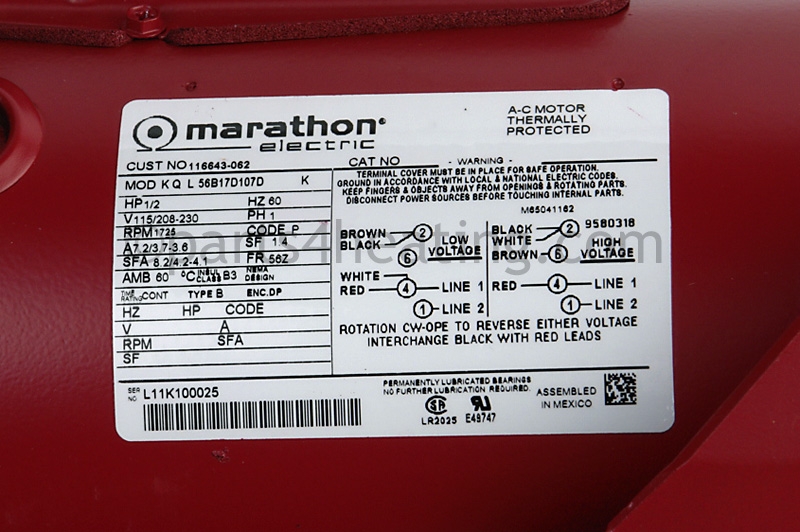 marathon®
electric
A-C MOTOR
THERMALLY
PROTECTED
CUST NO 116643-062
CAT NO
MOD K Q L 56B17D107D K
HP 1/2 HZ 60
V 115/208-230 PH 1
RPM 1725 CODE P
A 7.2/3.7-3.6 SF 1.4
SFA 8.2/4.2-4.1 FR 56Z
AMB 60 °C INSUL CLASS B3 NEMA DESIGN
TIME RATING CONT TYPE B ENC.DP
HZ HP CODE
V A
RPM SFA
SF
- WARNING -
TERMINAL COVER MUST BE IN PLACE FOR SAFE OPERATION.
GROUND IN ACCORDANCE WITH LOCAL & NATIONAL ELECTRIC CODES.
KEEP FINGERS & OBJECTS AWAY FROM OPENINGS & ROTATING PARTS.
DISCONNECT POWER SOURCES BEFORE TOUCHING INTERNAL PARTS.
M65041162
BROWN 2
BLACK
6 LOW VOLTAGE
WHITE
RED 4 LINE 1
1 LINE 2
BLACK 2 9580318
WHITE
BROWN 6 HIGH VOLTAGE
RED 4 LINE 1
1 LINE 2
ROTATION CW-OPE TO REVERSE EITHER VOLTAGE
INTERCHANGE BLACK WITH RED LEADS
SER NO L11K100025
PERMANENTLY LUBRICATED BEARINGS
NO FURTHER LUBRICATION REQUIRED.
LR2025 E49747
ASSEMBLED
IN MEXICO
parts4heating.com